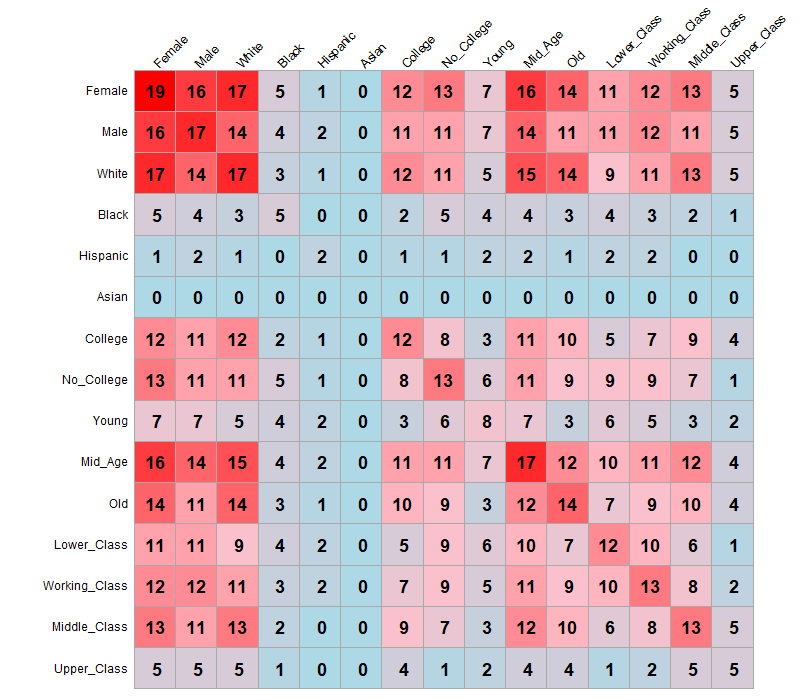 Female Male White Black Hispanic Asian College No_College Young Mid_Age Old Lower_Class Working_Class Middle_Class Upper_Class
Female 19 16 17 5 1 0 12 13 7 16 14 11 12 13 5
Male 16 17 14 4 2 0 11 11 7 14 11 11 12 11 5
White 17 14 17 3 1 0 12 11 5 15 14 9 11 13 5
Black 5 4 3 5 0 0 2 5 4 4 3 4 3 2 1
Hispanic 1 2 1 0 2 0 1 1 2 2 1 2 2 0 0
Asian 0 0 0 0 0 0 0 0 0 0 0 0 0 0 0
College 12 11 12 2 1 0 12 8 3 11 10 5 7 9 4
No_College 13 11 11 5 1 0 8 13 6 11 9 9 9 7 1
Young 7 7 5 4 2 0 3 6 8 7 3 6 5 3 2
Mid_Age 16 14 15 4 2 0 11 11 7 17 12 10 11 12 4
Old 14 11 14 3 1 0 10 9 3 12 14 7 9 10 4
Lower_Class 11 11 9 4 2 0 5 9 6 10 7 12 10 6 1
Working_Class 12 12 11 3 2 0 7 9 5 11 9 10 13 8 2
Middle_Class 13 11 13 2 0 0 9 7 3 12 10 6 8 13 5
Upper_Class 5 5 5 1 0 0 4 1 2 4 4 1 2 5 5